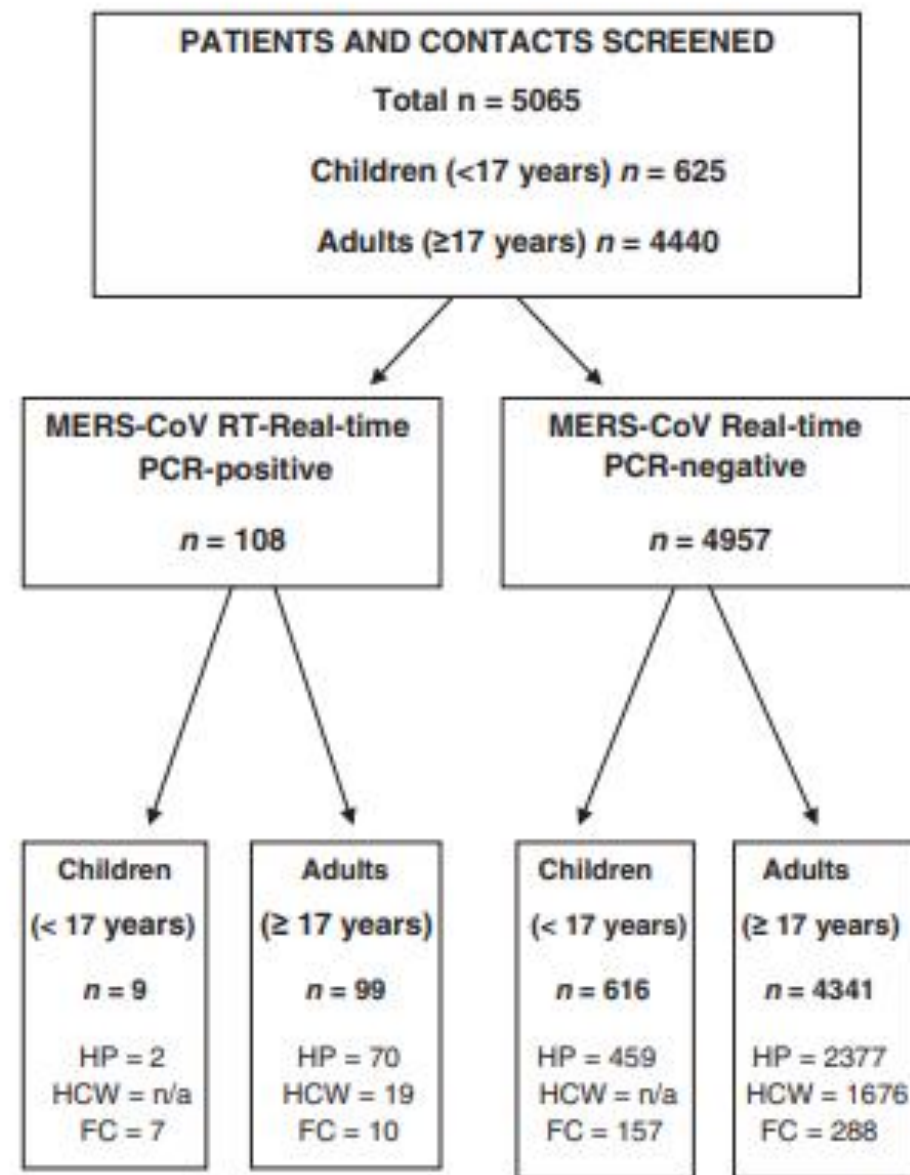 PATIENTS AND CONTACTS SCREENED
Total n = 5065
Children (<17 years) n = 625
Adults (≥17 years) n = 4440
MERS-CoV RT-Real-time
PCR-positive
n = 108
MERS-CoV Real-time
PCR-negative
n = 4957
Children
(< 17 years)
n = 9
HP = 2
HCW = n/a
FC = 7
Adults
(≥ 17 years)
n = 99
HP = 70
HCW = 19
FC = 10
Children
(< 17 years)
n = 616
HP = 459
HCW = n/a
FC = 157
Adults
(≥ 17 years)
n = 4341
HP = 2377
HCW = 1676
FC = 288